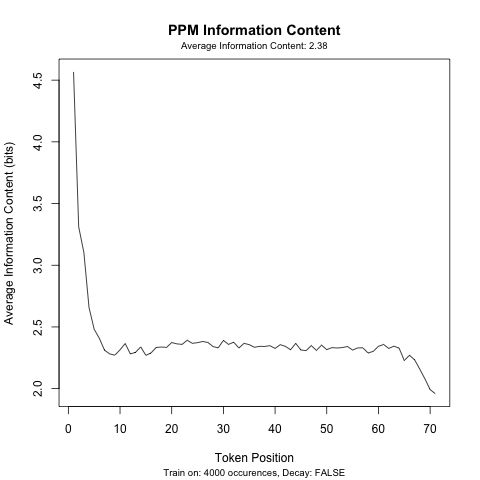 PPM Information Content
Average Information Content: 2.38
Average Information Content (bits)
4.5
4.0
3.5
3.0
2.5
2.0
0 10 20 30 40 50 60 70
Token Position
Train on: 4000 occurences, Decay: FALSE